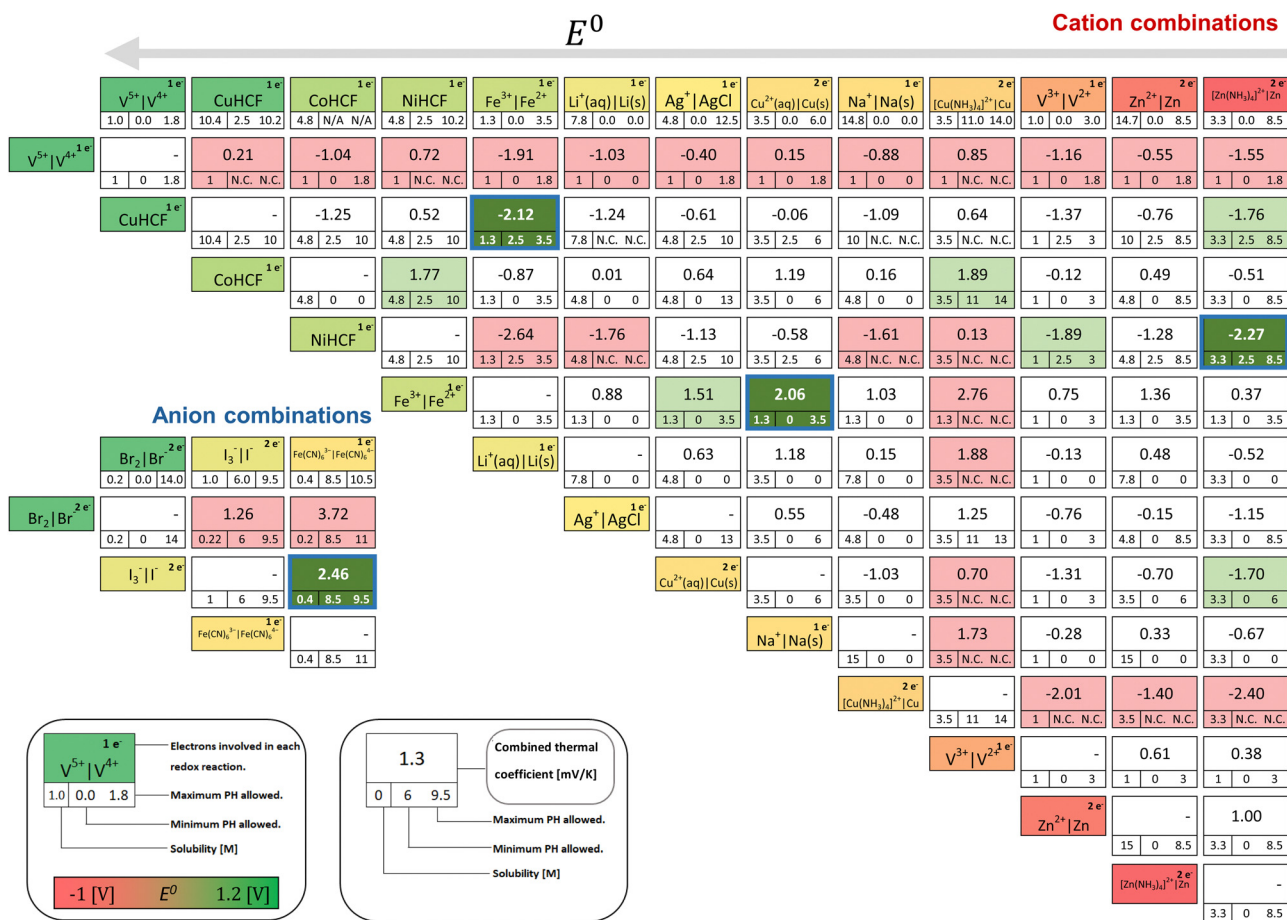 E⁰
Cation combinations
1 e⁻ 1 e⁻ 1 e⁻ 1 e⁻ 1 e⁻ 1 e⁻ 1 e⁻ 2 e⁻ 1 e⁻ 2 e⁻ 1 e⁻ 2 e⁻ 2 e⁻
V⁵⁺|V⁴⁺ CuHCF CoHCF NiHCF Fe³⁺|Fe²⁺ Li⁺(aq)|Li(s) Ag⁺|AgCl Cu²⁺(aq)|Cu(s) Na⁺|Na(s) [Cu(NH₃)₄]²⁺|Cu V³⁺|V²⁺ Zn²⁺|Zn [Zn(NH₃)₄]²⁺|Zn
1.0 0.0 1.8 10.4 2.5 10.2 4.8 N/A N/A 4.8 2.5 10.2 1.3 0.0 3.5 7.8 0.0 0.0 4.8 0.0 12.5 3.5 0.0 6.0 14.8 0.0 0.0 3.5 11.0 14.0 1.0 0.0 3.0 14.7 0.0 8.5 3.3 0.0 8.5
V⁵⁺|V⁴⁺ 1 e⁻ - 0.21 -1.04 0.72 -1.91 -1.03 -0.40 0.15 -0.88 0.85 -1.16 -0.55 -1.55
1 0 1.8 1 N.C. N.C. 1 0 1.8 1 N.C. N.C. 1 0 1.8 1 0 0 1 0 1.8 1 0 1.8 1 0 0 1 N.C. N.C. 1 0 1.8 1 0 1.8 1 0 1.8
CuHCF 1 e⁻ - -1.25 0.52 -2.12 -1.24 -0.61 -0.06 -1.09 0.64 -1.37 -0.76 -1.76
10.4 2.5 10 4.8 2.5 10 4.8 2.5 10 1.3 2.5 3.5 7.8 N.C. N.C. 4.8 2.5 10 3.5 2.5 6 10 N.C. N.C. 3.5 N.C. N.C. 1 2.5 3 10 2.5 8.5 3.3 2.5 8.5
CoHCF 1 e⁻ - 1.77 -0.87 0.01 0.64 1.19 0.16 1.89 -0.12 0.49 -0.51
4.8 0 0 4.8 2.5 10 1.3 0 3.5 4.8 0 0 4.8 0 13 3.5 0 6 4.8 0 0 3.5 11 14 1 0 3 4.8 0 8.5 3.3 0 8.5
NiHCF 1 e⁻ - -2.64 -1.76 -1.13 -0.58 -1.61 0.13 -1.89 -1.28 -2.27
4.8 2.5 10 1.3 2.5 3.5 4.8 N.C. N.C. 4.8 2.5 10 3.5 2.5 6 4.8 N.C. N.C. 3.5 N.C. N.C. 1 2.5 3 4.8 2.5 8.5 3.3 2.5 8.5
Fe³⁺|Fe²⁺ 1 e⁻ - 0.88 1.51 2.06 1.03 2.76 0.75 1.36 0.37
1.3 0 3.5 1.3 0 0 1.3 0 3.5 1.3 0 3.5 1.3 0 0 1.3 N.C. N.C. 1 0 3 1.3 0 3.5 1.3 0 3.5
Li⁺(aq)|Li(s) 1 e⁻ - 0.63 1.18 0.15 1.88 -0.13 0.48 -0.52
7.8 0 0 4.8 0 0 3.5 0 0 7.8 0 0 3.5 N.C. N.C. 1 0 0 7.8 0 0 3.3 0 0
Ag⁺|AgCl 1 e⁻ - 0.55 -0.48 1.25 -0.76 -0.15 -1.15
4.8 0 13 3.5 0 6 4.8 0 0 3.5 11 13 1 0 3 4.8 0 8.5 3.3 0 8.5
Cu²⁺(aq)|Cu(s) 2 e⁻ - -1.03 0.70 -1.31 -0.70 -1.70
3.5 0 6 3.5 0 0 3.5 N.C. N.C. 1 0 3 3.5 0 6 3.3 0 6
Na⁺|Na(s) 1 e⁻ - 1.73 -0.28 0.33 -0.67
15 0 0 3.5 N.C. N.C. 1 0 0 15 0 0 3.3 0 0
[Cu(NH₃)₄]²⁺|Cu 2 e⁻ - -2.01 -1.40 -2.40
3.5 11 14 1 N.C. N.C. 3.5 N.C. N.C. 3.3 N.C. N.C.
V³⁺|V²⁺ 1 e⁻ - 0.61 0.38
1 0 3 1 0 3 1 0 3
Zn²⁺|Zn 2 e⁻ - 1.00
15 0 8.5 3.3 0 8.5
[Zn(NH₃)₄]²⁺|Zn 2 e⁻ -
3.3 0 8.5
Anion combinations
2 e⁻ 2 e⁻ 1 e⁻
Br₂|Br⁻ I₃⁻|I⁻ Fe(CN)₆³⁻|Fe(CN)₆⁴⁻
0.2 0.0 14.0 1.0 6.0 9.5 0.4 8.5 10.5
Br₂|Br⁻ 2 e⁻ - 1.26 3.72
0.2 0 14 0.22 6 9.5 0.2 8.5 11
I₃⁻|I⁻ 2 e⁻ - 2.46
1 6 9.5 0.4 8.5 9.5
Fe(CN)₆³⁻|Fe(CN)₆⁴⁻ 1 e⁻ -
0.4 8.5 11
1 e⁻
V⁵⁺|V⁴⁺
1.0 0.0 1.8
Electrons involved in each
redox reaction.
Maximum PH allowed.
Minimum PH allowed.
Solubility [M]
-1 [V] E⁰ 1.2 [V]
1.3
0 6 9.5
Combined thermal
coefficient [mV/K]
Maximum PH allowed.
Minimum PH allowed.
Solubility [M]